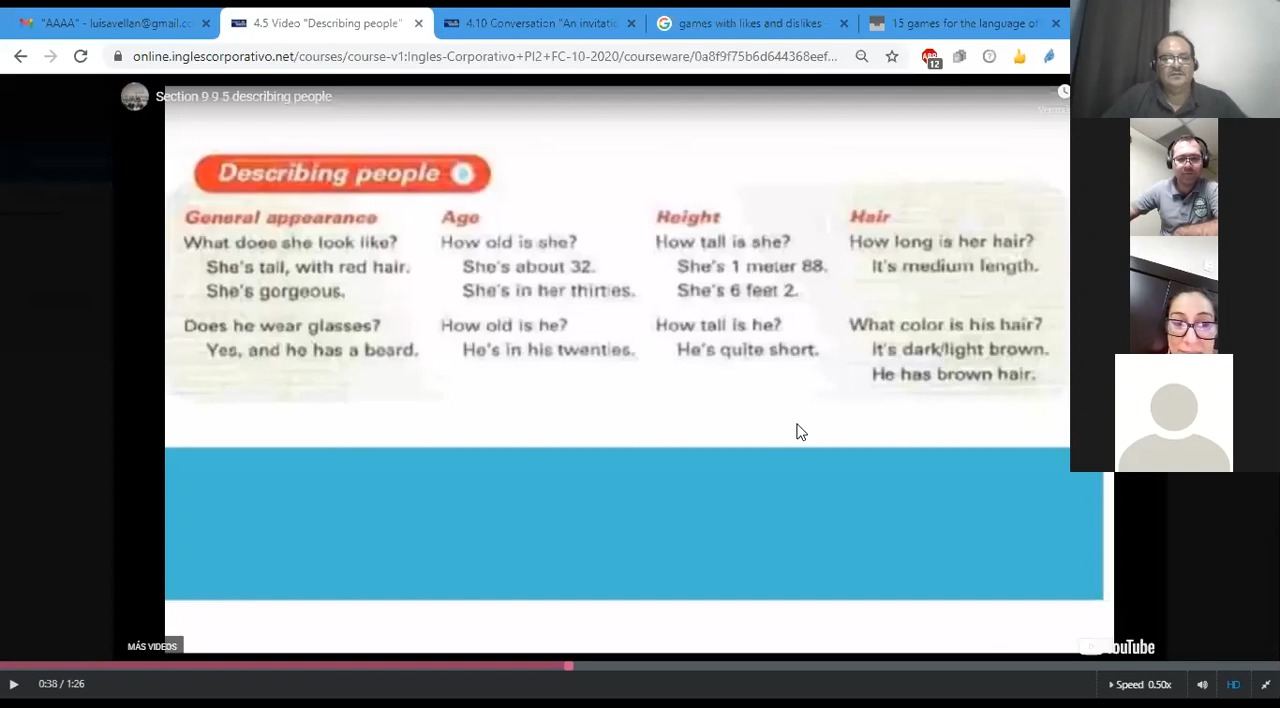 "AAAA" - luisavellan@gmail.c
4.5 Video "Describing people"
4.10 Conversation "An invitatio
games with likes and dislikes -
15 games for the language of
online.inglescorporativo.net/courses/course-v1:Ingles-Corporativo+PI2+FC-10-2020/courseware/0a8f9f75b6d644368eef...
12
Section 9 9 5 describing people
Describing people
General appearance
What does she look like?
She's tall, with red hair.
She's gorgeous.
Does he wear glasses?
Yes, and he has a beard.
Age
How old is she?
She's about 32.
She's in her thirties.
How old is he?
He's in his twenties.
Height
How tall is she?
She's 1 meter 88.
She's 6 feet 2.
How tall is he?
He's quite short.
Hair
How long is her hair?
It's medium length.
What color is his hair?
It's dark/light brown.
He has brown hair.
MÁS VIDEOS
YouTube
0:38 / 1:26
Speed 0.50x
HD